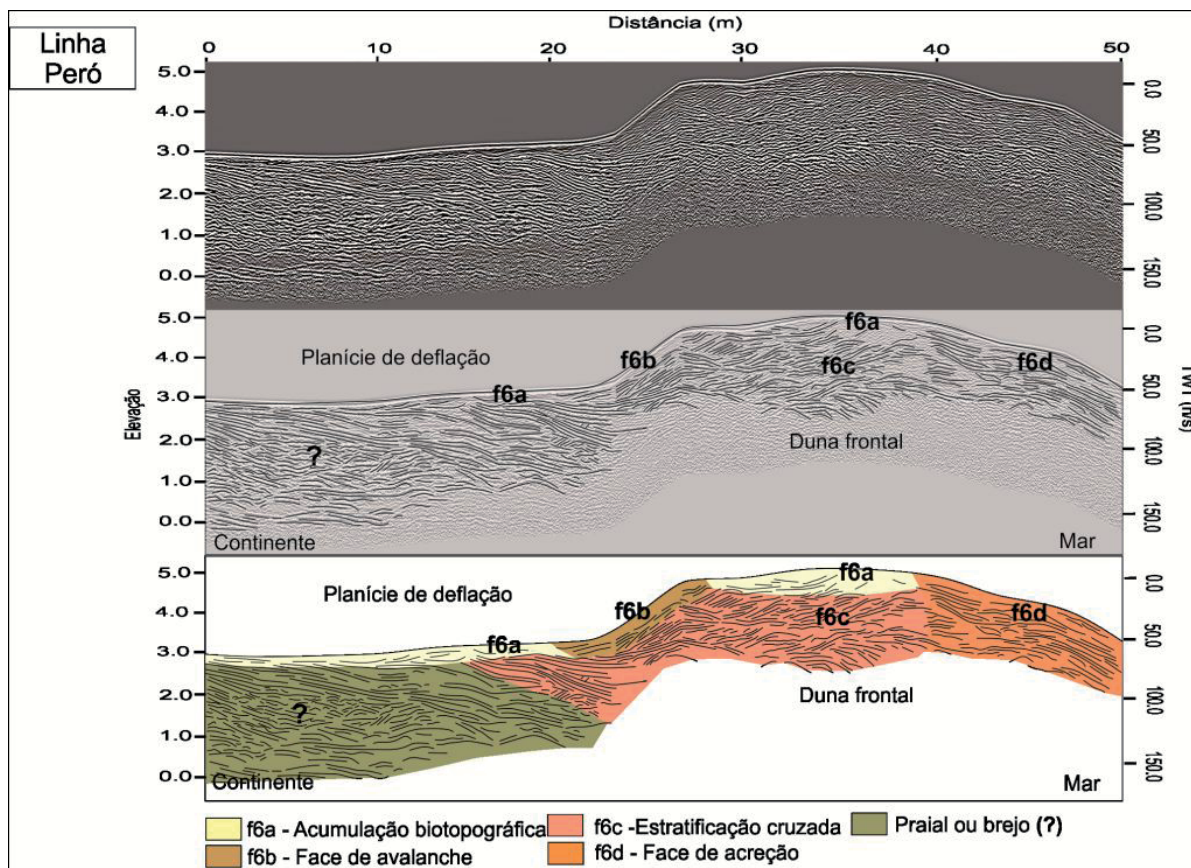 Distância (m)
Linha
Peró
0 10 20 30 40 50
5.0
4.0
3.0
2.0
1.0
0.0
0.0
50.0
100.0
150.0
5.0
4.0
3.0
2.0
1.0
0.0
Elevação
Planície de deflação
f6a
f6b
f6a
f6c
f6d
?
Duna frontal
Continente
Mar
0.0
50.0
100.0
150.0
TWT (ns)
5.0
4.0
3.0
2.0
1.0
0.0
Planície de deflação
f6a
f6b
f6a
f6c
f6d
?
Duna frontal
Continente
Mar
0.0
50.0
100.0
150.0
f6a - Acumulação biotopográfica
f6c -Estratificação cruzada
Praial ou brejo (?)
f6b - Face de avalanche
f6d - Face de acreção